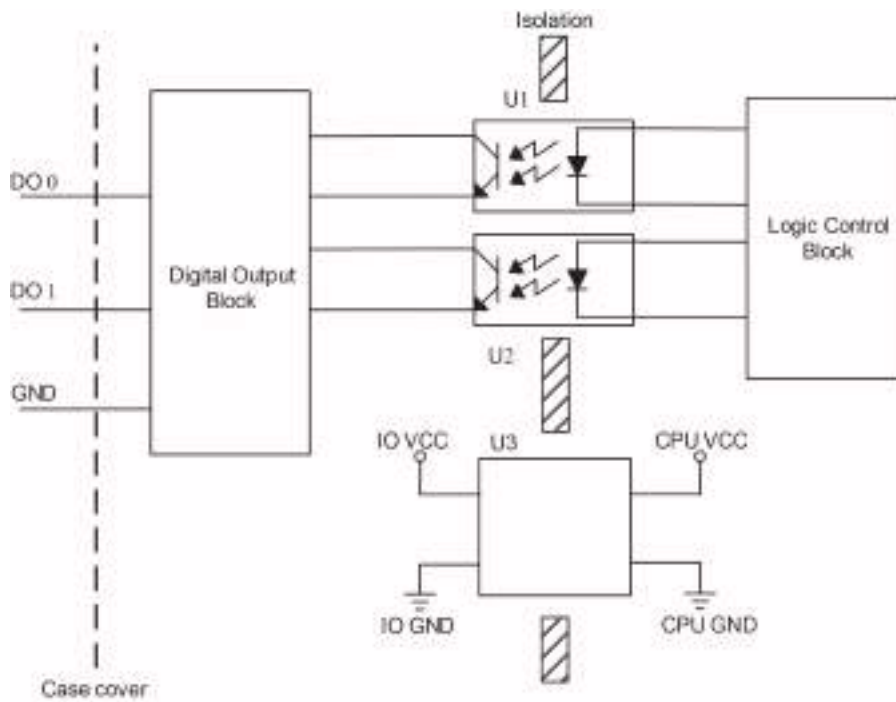 Isolation
U1
DO 0
Logic Control
Block
Digital Output
Block
DO 1
U2
GND
IO VCC
U3
CPU VCC
IO GND
CPU GND
Case cover